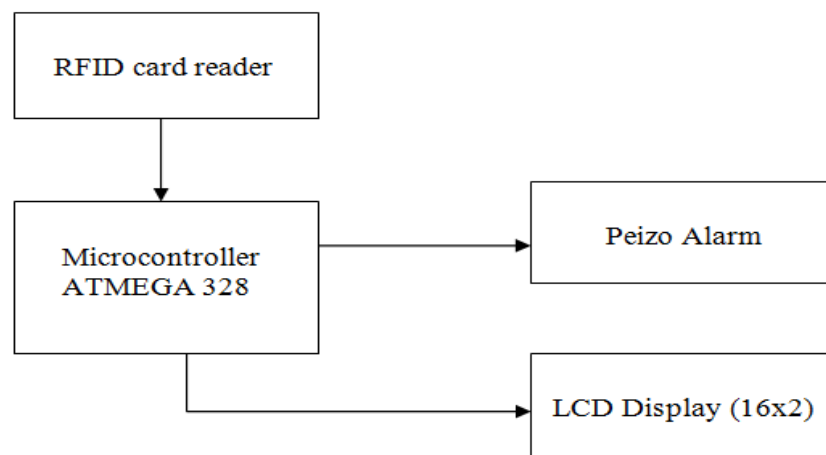 RFID card reader
Microcontroller
ATMEGA 328
Peizo Alarm
LCD Display (16x2)